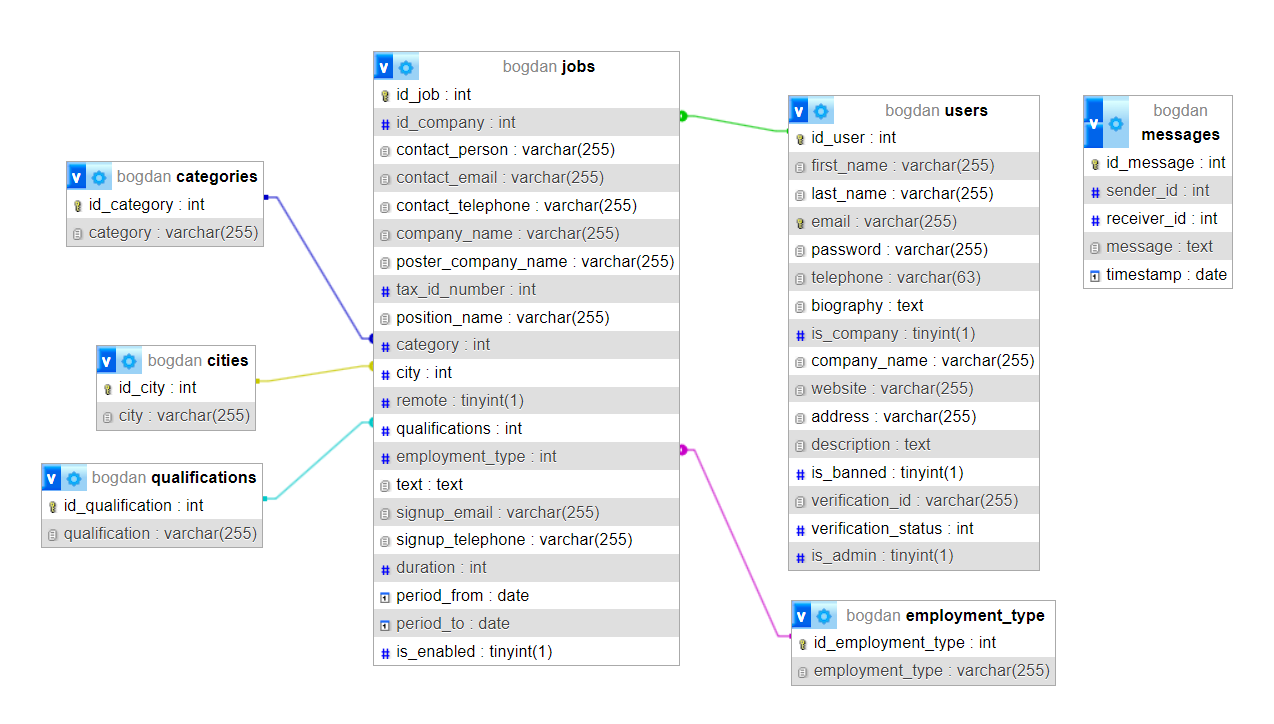 bogdan categories
id_category : int
category : varchar(255)
bogdan cities
id_city : int
city : varchar(255)
bogdan qualifications
id_qualification : int
qualification : varchar(255)
v bogdan jobs
id_job : int
# id_company : int
contact_person : varchar(255)
contact_email : varchar(255)
contact_telephone : varchar(255)
company_name : varchar(255)
poster_company_name : varchar(255)
# tax_id_number : int
position_name : varchar(255)
# category : int
# city : int
# remote : tinyint(1)
# qualifications : int
# employment_type : int
text : text
signup_email : varchar(255)
signup_telephone : varchar(255)
# duration : int
period_from : date
period_to : date
# is_enabled : tinyint(1)
v bogdan users
id_user : int
first_name : varchar(255)
last_name : varchar(255)
email : varchar(255)
password : varchar(255)
telephone : varchar(63)
biography : text
# is_company : tinyint(1)
company_name : varchar(255)
website : varchar(255)
address : varchar(255)
description : text
# is_banned : tinyint(1)
verification_id : varchar(255)
# verification_status : int
# is_admin : tinyint(1)
v bogdan employment_type
id_employment_type : int
employment_type : varchar(255)
v bogdan
messages
id_message : int
# sender_id : int
# receiver_id : int
message : text
timestamp : date